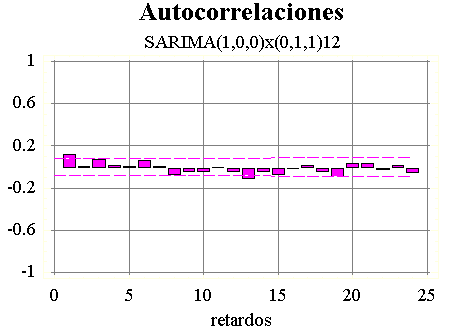 Autocorrelaciones
SARIMA(1,0,0)x(0,1,1)12
1
0.6
0.2
-0.2
-0.6
-1
0 5 10 15 20 25
retardos